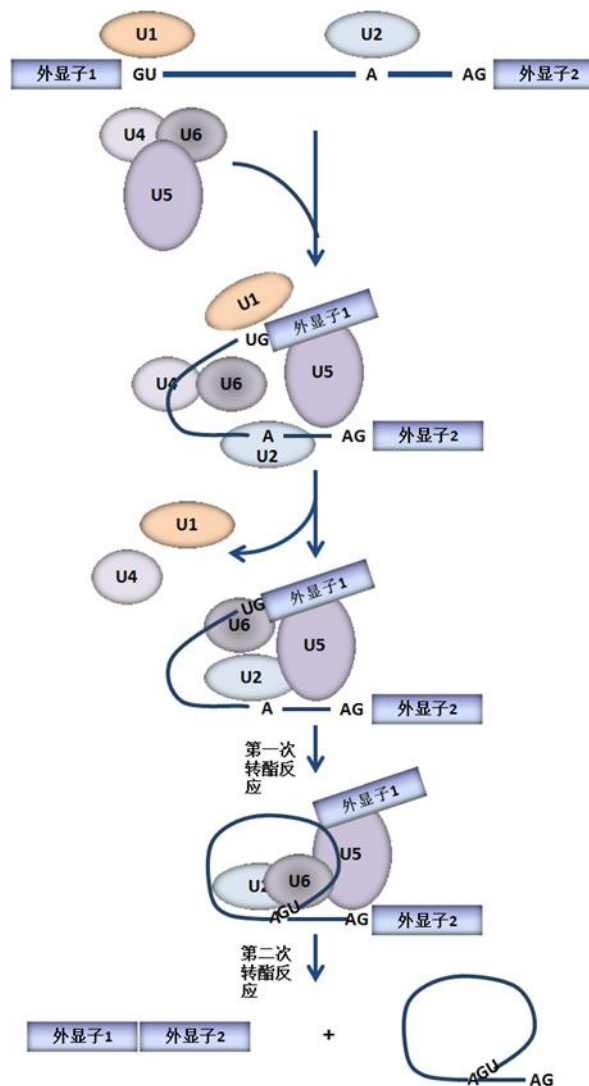 U1 U2
外显子1 GU A AG 外显子2
U4 U6
U5
U1 外显子1
UG
U4 U6 U5
A AG 外显子2
U2
U1
U4
UG 外显子1
U6
U5
U2
A AG 外显子2
第一次
转酯反
应
外显子1
U5
U2 U6
AGU AG 外显子2
第二次
转酯反
应
外显子1 外显子2 +
AGU AG